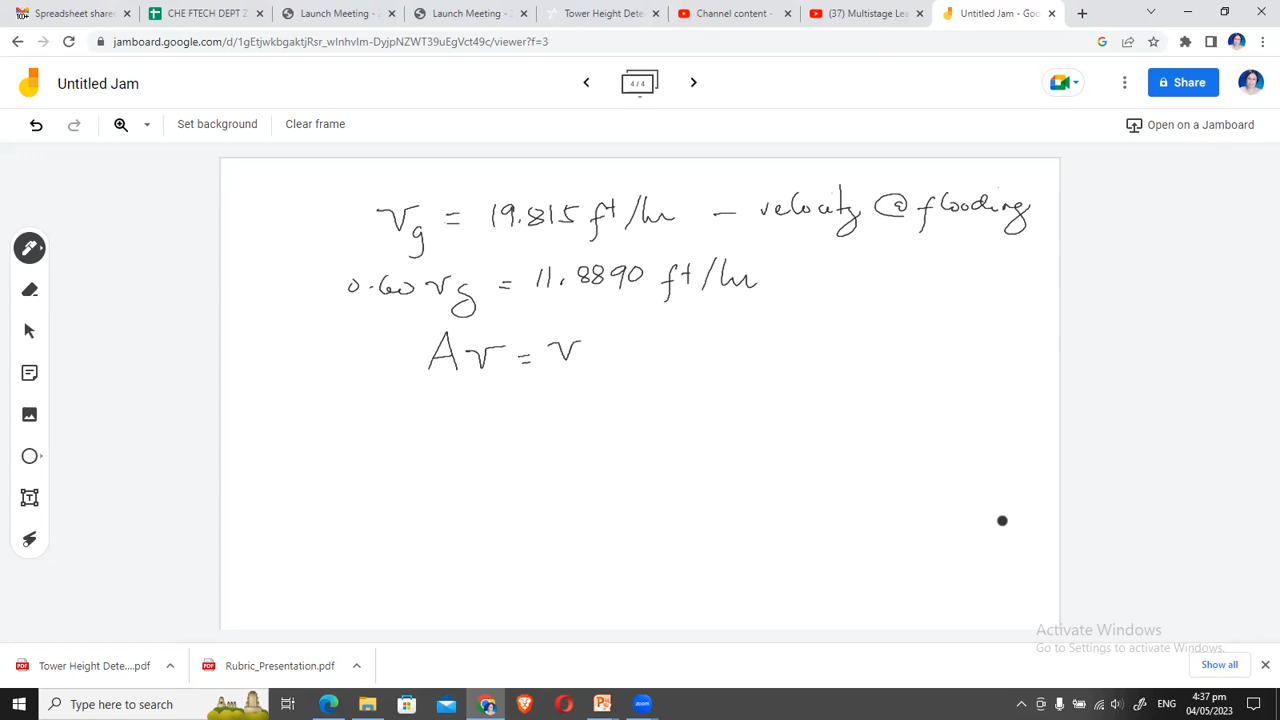 Spreadsheet share
CHE FTECH DEPT Z
Launch Meeting -
Launch Meeting - Z
Tower Height Dete
Channel content -
(37) Multistage Le
Untitled Jam - Goo
jamboard.google.com/d/1gEtjwkbgaktjRsr_wInhvIm-DyjpNZWT39uEgVct49c/viewer?f=3
Untitled Jam
4 / 4
Share
Set background
Clear frame
Open on a Jamboard
vg = 19.815 ft/hr - velocity @ flooding
0.60 vg = 11.8890 ft/hr
Av = v
Activate Windows
Go to Settings to activate Windows.
Tower Height Dete....pdf
Rubric_Presentation.pdf
Show all
Type here to search
zoom
ENG
4:37 pm
04/05/2023